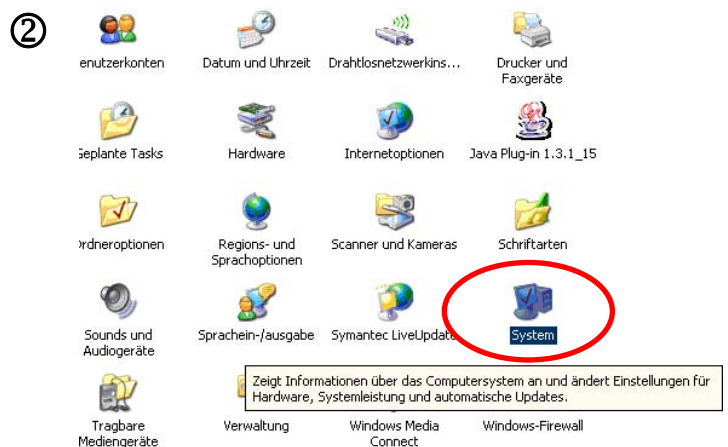 ②
enutzerkonten
Datum und Uhrzeit
Drahtlosnetzwerkins...
Drucker und
Faxgeräte
Geplante Tasks
Hardware
Internetoptionen
Java Plug-in 1.3.1_15
rdneroptionen
Regions- und
Sprachoptionen
Scanner und Kameras
Schriftarten
Sounds und
Audiogeräte
Sprachein-/ausgabe
Symantec LiveUpdate
System
Zeigt Informationen über das Computersystem an und ändert Einstellungen für
Hardware, Systemleistung und automatische Updates.
Tragbare
Mediengeräte
Verwaltung
Windows Media
Connect
Windows-Firewall